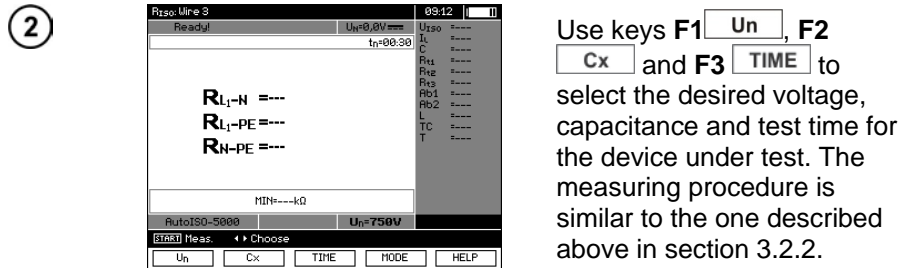 2
RISO: Wire 3 09:12
Ready! UN=0,0V
tn=00:30
UISO =---
IL =---
C =---
Rt1 =---
Rt2 =---
Rt3 =---
Ab1 =---
Ab2 =---
L =---
TC =---
T =---
RL1-N =---
RL1-PE =---
RN-PE =---
MIN=---kΩ
AutoISO-5000 Un=750V
START Meas. Choose
Un Cx TIME MODE HELP
Use keys F1 Un , F2
Cx and F3 TIME to
select the desired voltage,
capacitance and test time for
the device under test. The
measuring procedure is
similar to the one described
above in section 3.2.2.